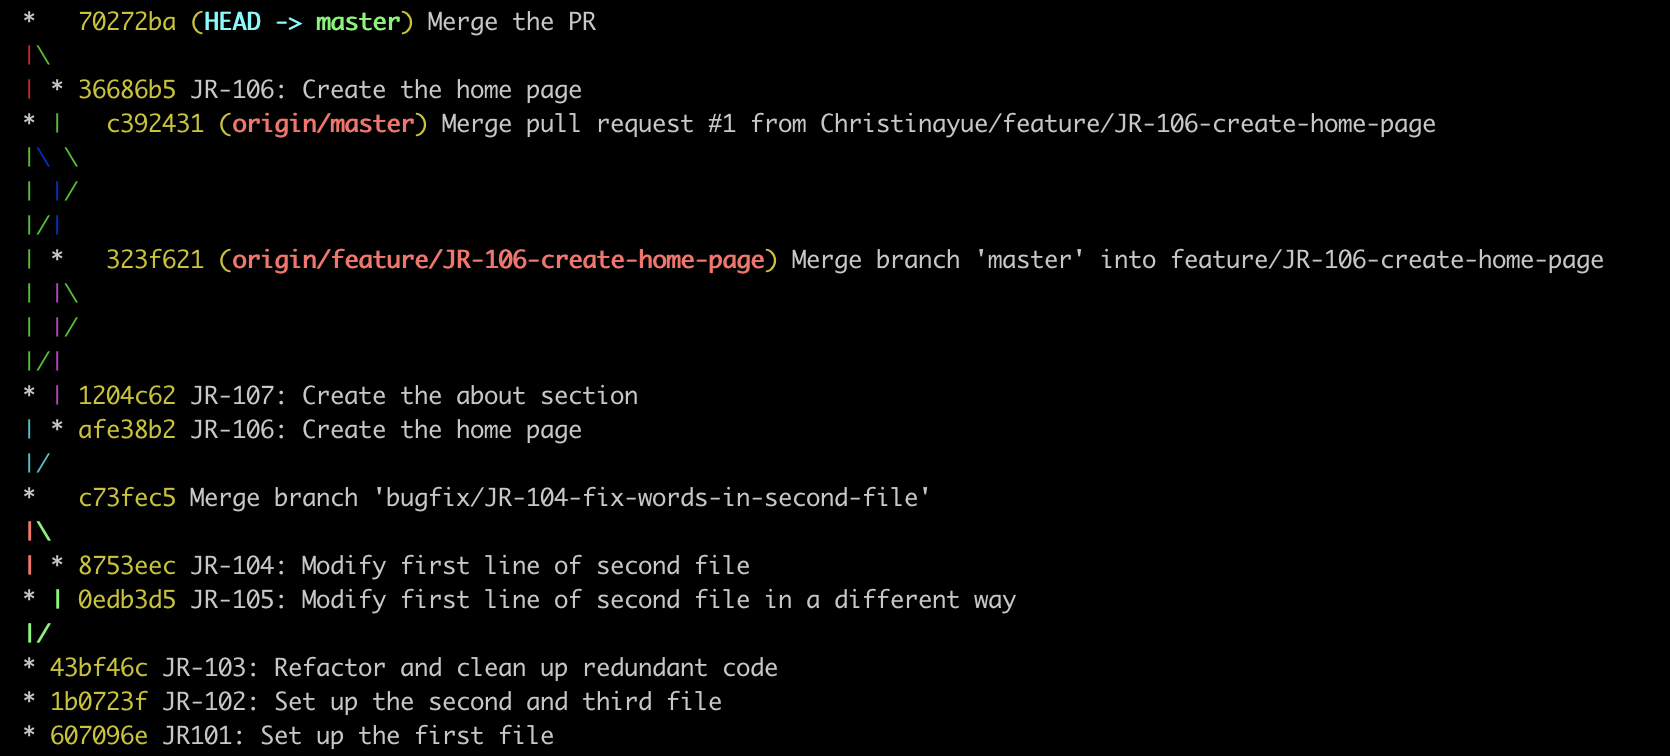 *   70272ba (HEAD -> master) Merge the PR
|\
| * 36686b5 JR-106: Create the home page
* |   c392431 (origin/master) Merge pull request #1 from Christinayue/feature/JR-106-create-home-page
|\ \
| |/
|/|
| *   323f621 (origin/feature/JR-106-create-home-page) Merge branch 'master' into feature/JR-106-create-home-page
| |\
| |/
|/|
* | 1204c62 JR-107: Create the about section
| * afe38b2 JR-106: Create the home page
|/
*   c73fec5 Merge branch 'bugfix/JR-104-fix-words-in-second-file'
|\
| * 8753eec JR-104: Modify first line of second file
* | 0edb3d5 JR-105: Modify first line of second file in a different way
|/
* 43bf46c JR-103: Refactor and clean up redundant code
* 1b0723f JR-102: Set up the second and third file
* 607096e JR101: Set up the first file